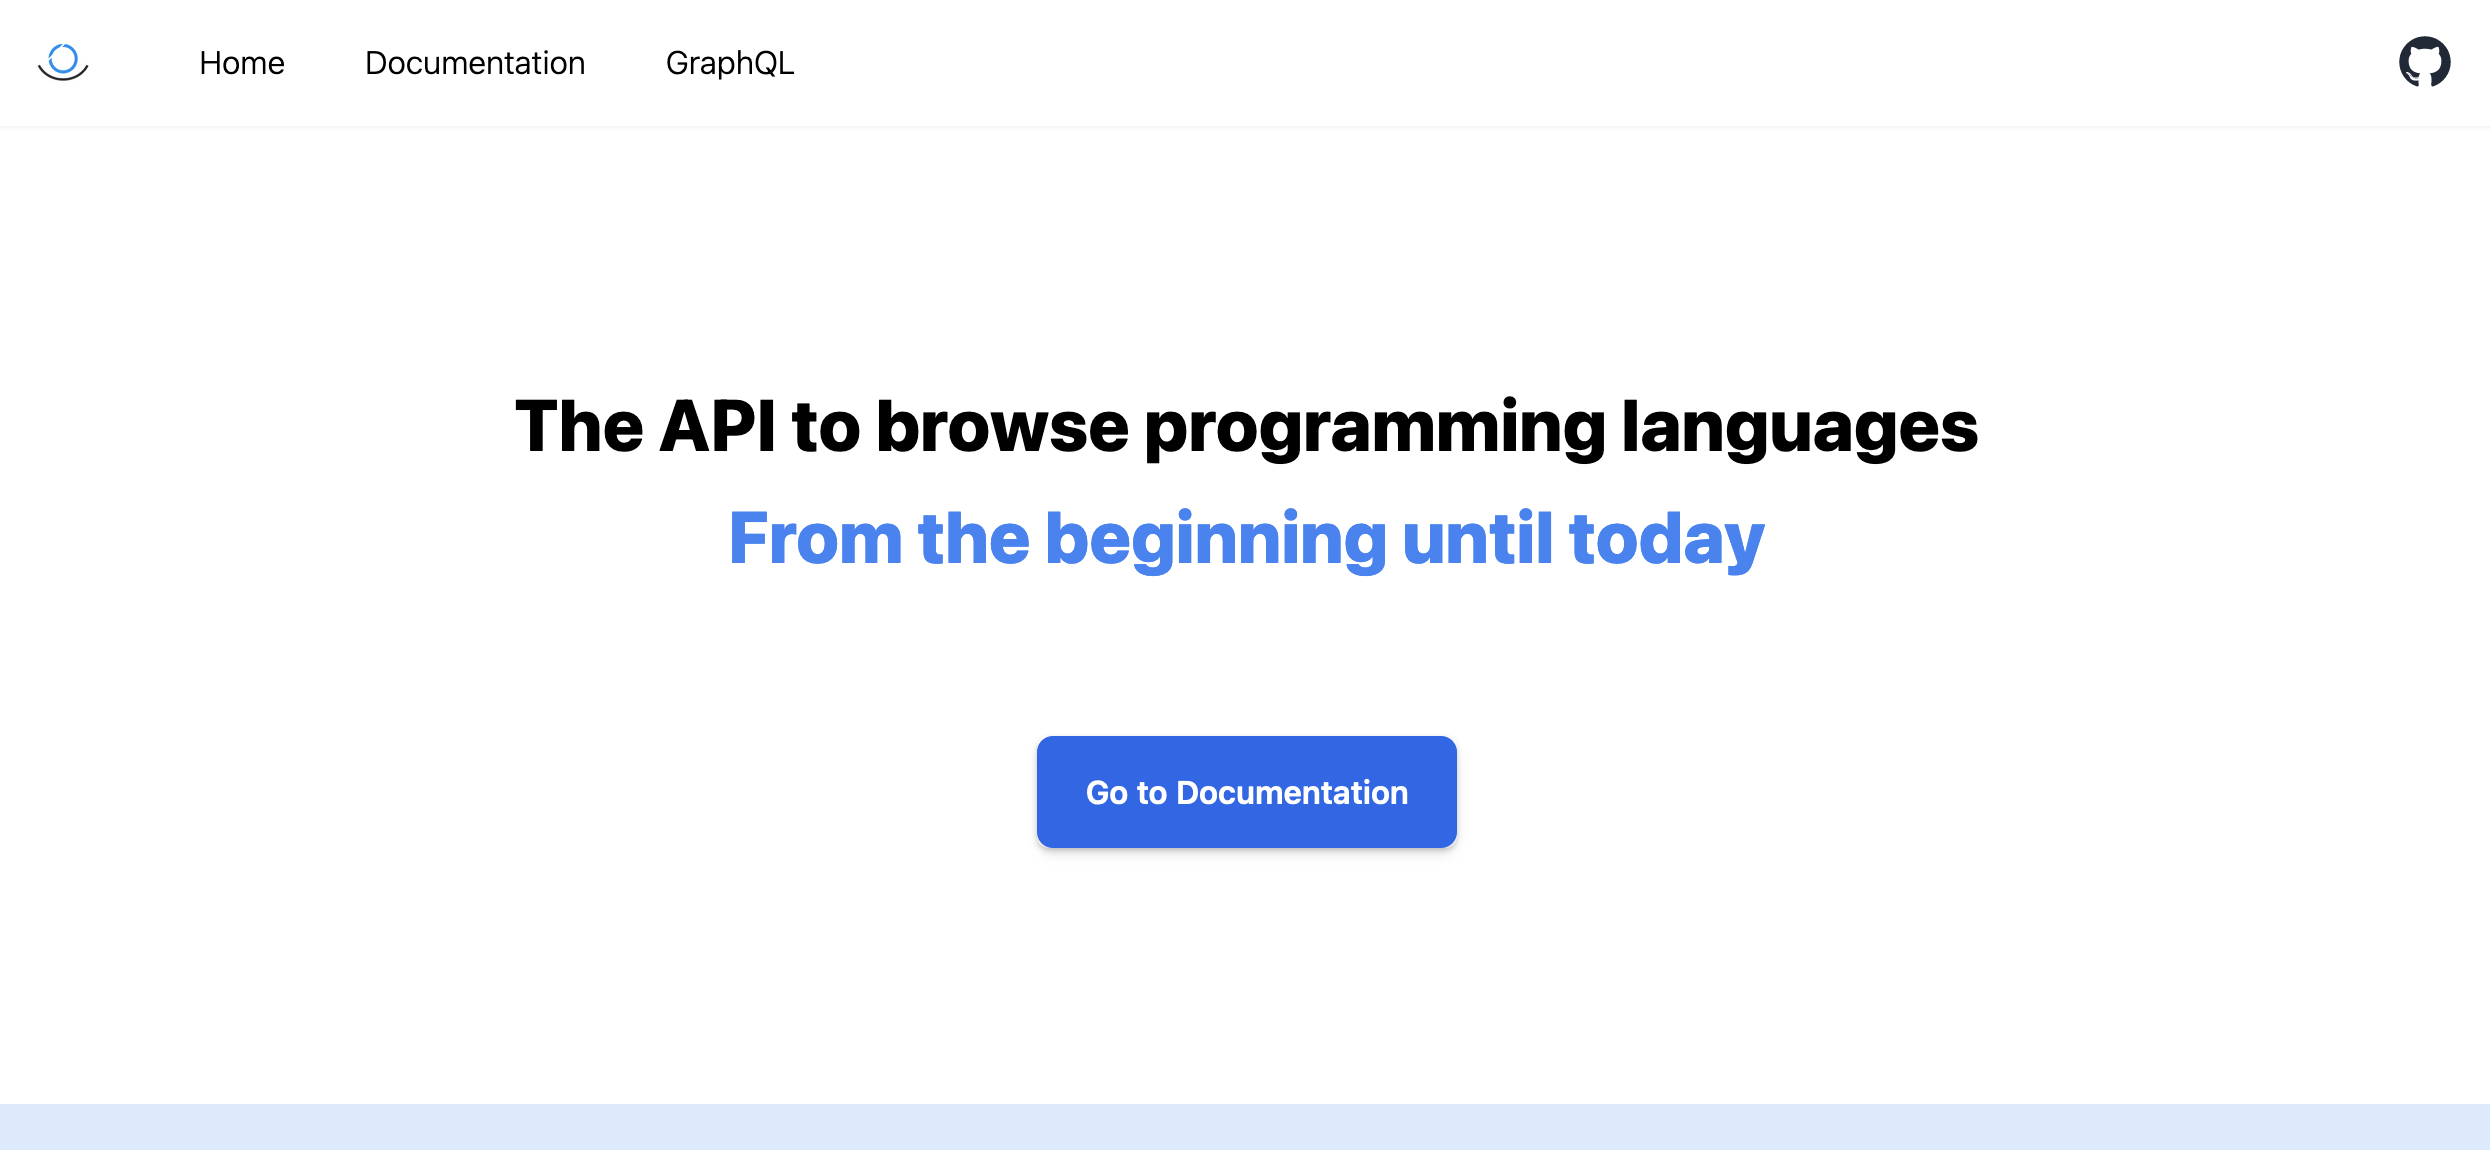 Home Documentation GraphQL
The API to browse programming languages
From the beginning until today
Go to Documentation